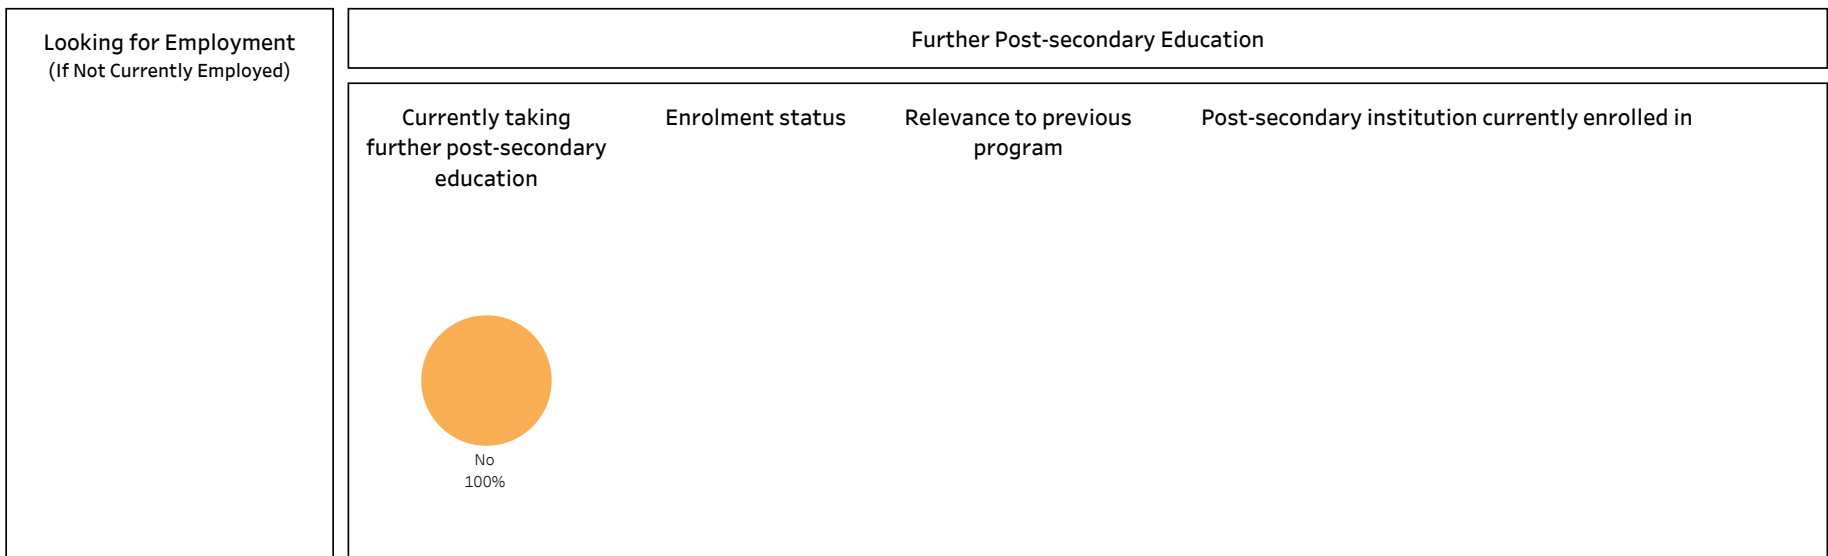 Looking for Employment
(If Not Currently Employed)
Further Post-secondary Education
Currently taking
further post-secondary
education
Enrolment status
Relevance to previous
program
Post-secondary institution currently enrolled in
No
100%